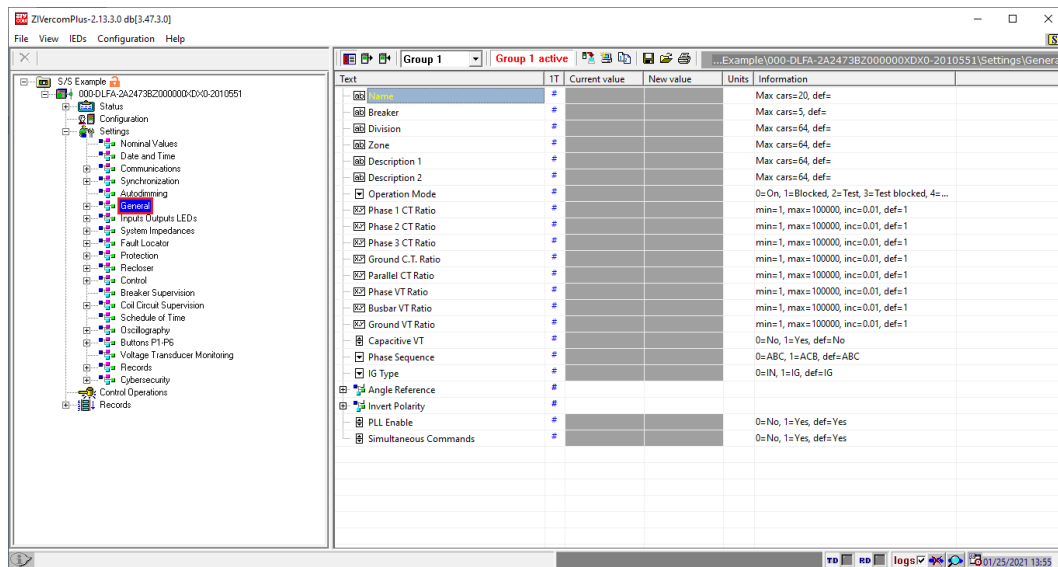 ZIVercomPlus-2.13.3.0 db[3.47.3.0]
File View IEDs Configuration Help
Group 1
Group 1 active
...Example\000-DLFA-2A2473BZ000000XDX0-2010551\Settings\Genera
S/S Example
000-DLFA-2A2473BZ000000XDX0-2010551
Status
Configuration
Settings
Nominal Values
Date and Time
Communications
Synchronization
Autodimming
General
Inputs Outputs LEDs
System Impedances
Fault Locator
Protection
Recloser
Control
Breaker Supervision
Coil Circuit Supervision
Schedule of Time
Oscillography
Buttons P1-P6
Voltage Transducer Monitoring
Records
Cybersecurity
Control Operations
Records
Text 1T Current value New value Units Information
Name # Max cars=20, def=
Breaker # Max cars=5, def=
Division # Max cars=64, def=
Zone # Max cars=64, def=
Description 1 # Max cars=64, def=
Description 2 # Max cars=64, def=
Operation Mode # 0=On, 1=Blocked, 2=Test, 3=Test blocked, 4=...
Phase 1 CT Ratio # min=1, max=100000, inc=0.01, def=1
Phase 2 CT Ratio # min=1, max=100000, inc=0.01, def=1
Phase 3 CT Ratio # min=1, max=100000, inc=0.01, def=1
Ground C.T. Ratio # min=1, max=100000, inc=0.01, def=1
Parallel CT Ratio # min=1, max=100000, inc=0.01, def=1
Phase VT Ratio # min=1, max=100000, inc=0.01, def=1
Busbar VT Ratio # min=1, max=100000, inc=0.01, def=1
Ground VT Ratio # min=1, max=100000, inc=0.01, def=1
Capacitive VT # 0=No, 1=Yes, def=No
Phase Sequence # 0=ABC, 1=ACB, def=ABC
IG Type # 0=IN, 1=IG, def=IG
Angle Reference #
Invert Polarity #
PLL Enable # 0=No, 1=Yes, def=Yes
Simultaneous Commands # 0=No, 1=Yes, def=Yes
TD RD logs 01/25/2021 13:55